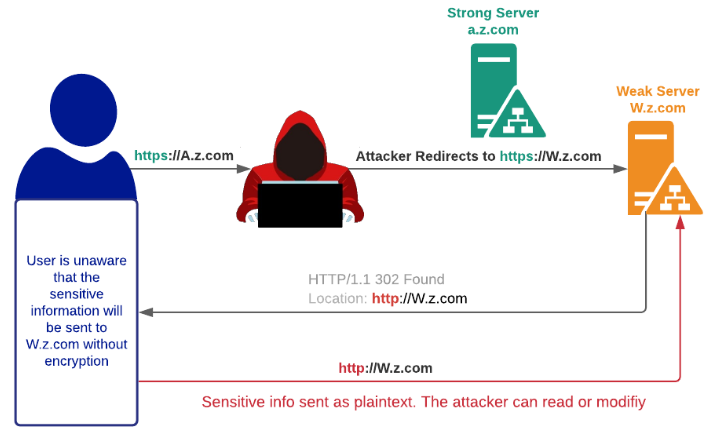 Strong Server
a.z.com
Weak Server
W.z.com
https://A.z.com
Attacker Redirects to https://W.z.com
User is unaware
that the
sensitive
information will
be sent to
W.z.com without
encryption
HTTP/1.1 302 Found
Location: http://W.z.com
http://W.z.com
Sensitive info sent as plaintext. The attacker can read or modifiy